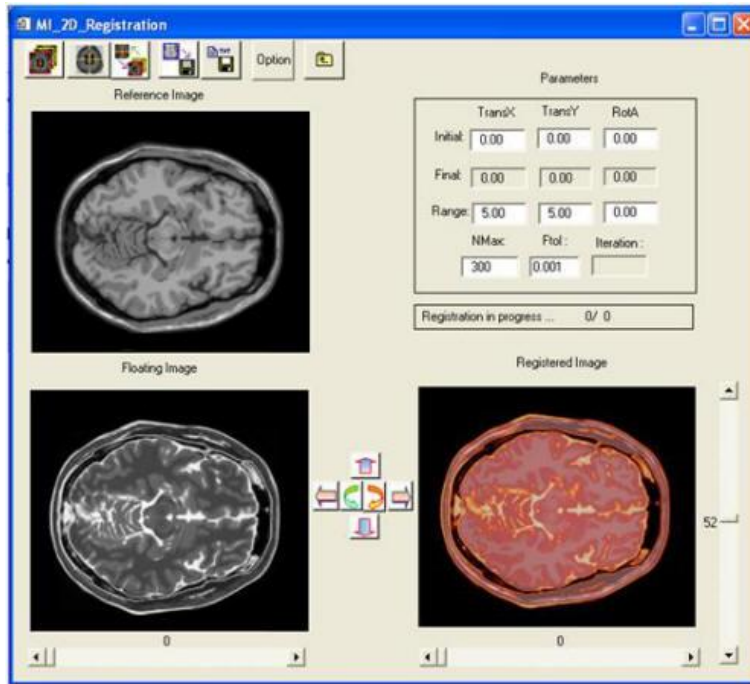 MI_2D_Registration
txt
Option
Reference Image
Parameters
TransX TransY RotA
Initial: 0.00 0.00 0.00
Final: 0.00 0.00 0.00
Range: 5.00 5.00 0.00
NMax: Ftol : Iteration :
300 0.001
Registration in progress ... 0/ 0
Floating Image
Registered Image
52
0
0